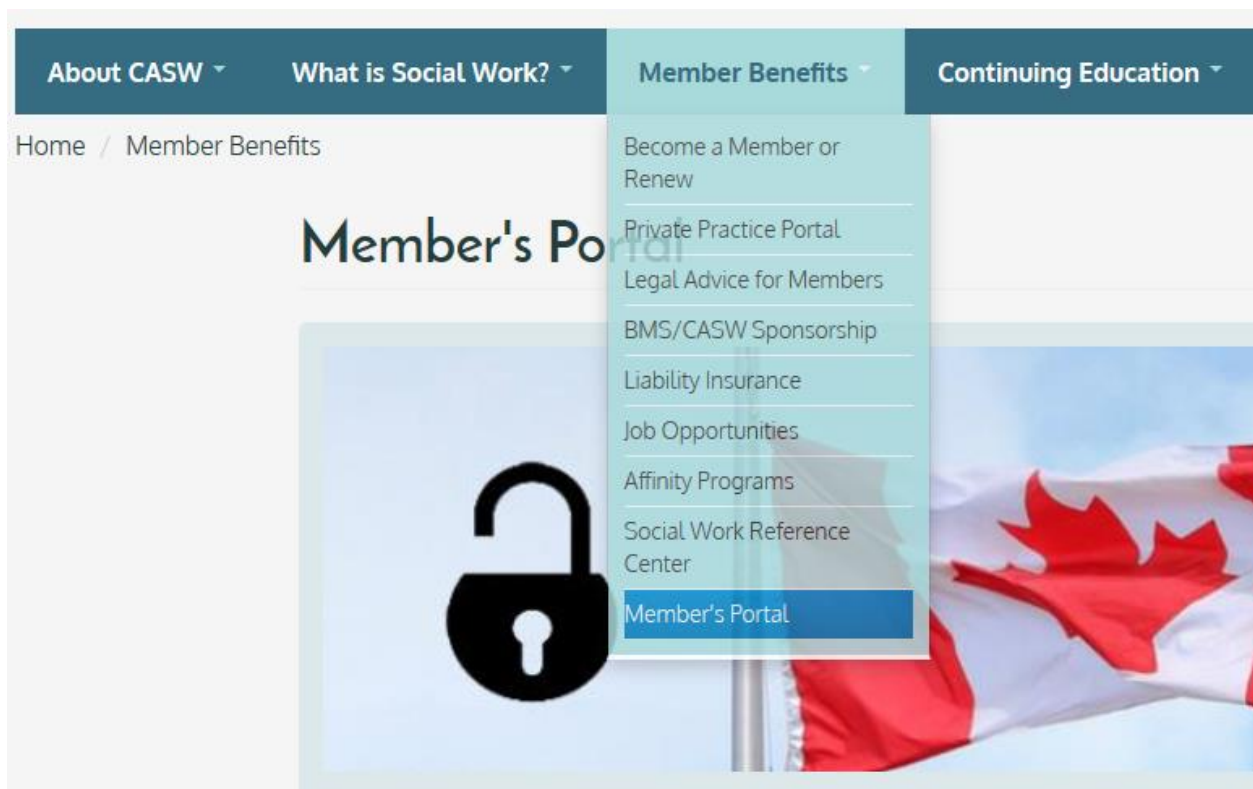 About CASW
What is Social Work?
Member Benefits
Continuing Education
Home / Member Benefits
Member's Portal
Become a Member or
Renew
Private Practice Portal
Legal Advice for Members
BMS/CASW Sponsorship
Liability Insurance
Job Opportunities
Affinity Programs
Social Work Reference
Center
Member's Portal